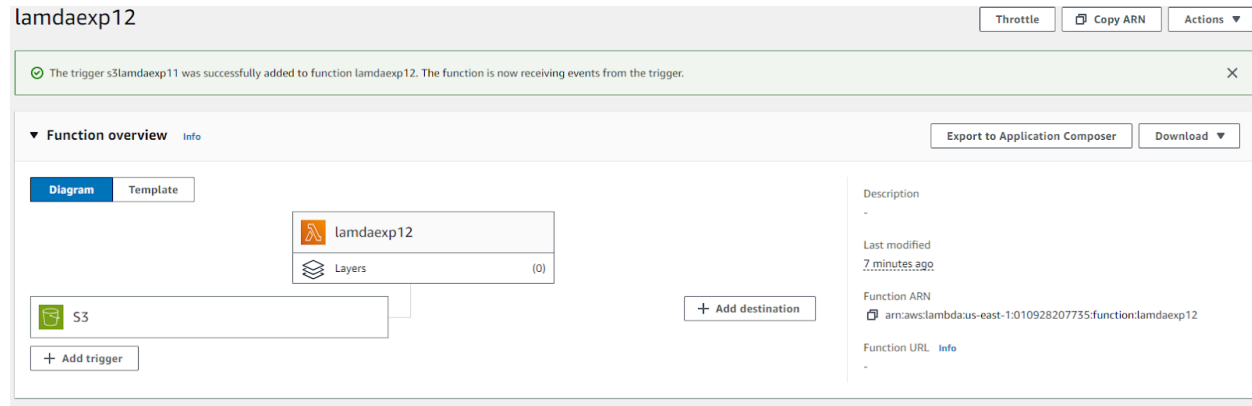 lamdaexp12
Throttle Copy ARN Actions
The trigger s3lamdaexp11 was successfully added to function lamdaexp12. The function is now receiving events from the trigger.
Function overview Info
Export to Application Composer Download
Diagram Template
lamdaexp12
Layers (0)
S3
+ Add trigger
+ Add destination
Description
-
Last modified
7 minutes ago
Function ARN
arn:aws:lambda:us-east-1:010928207735:function:lamdaexp12
Function URL Info
-